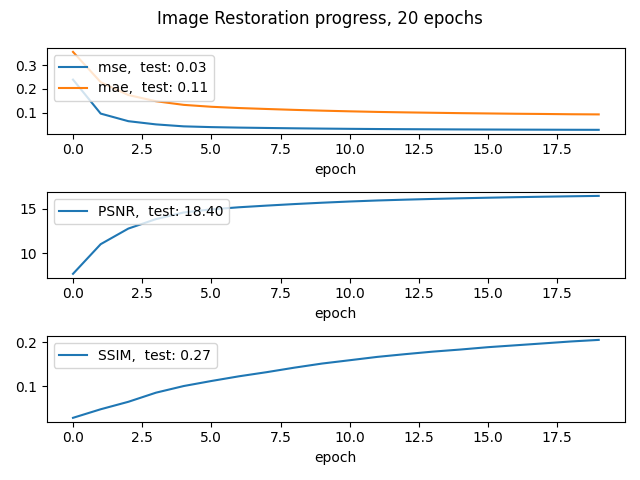 Image Restoration progress, 20 epochs
0.3
0.2
0.1
mse,  test: 0.03
mae,  test: 0.11
0.0 2.5 5.0 7.5 10.0 12.5 15.0 17.5
epoch
15
10
PSNR,  test: 18.40
0.0 2.5 5.0 7.5 10.0 12.5 15.0 17.5
epoch
0.2
0.1
SSIM,  test: 0.27
0.0 2.5 5.0 7.5 10.0 12.5 15.0 17.5
epoch